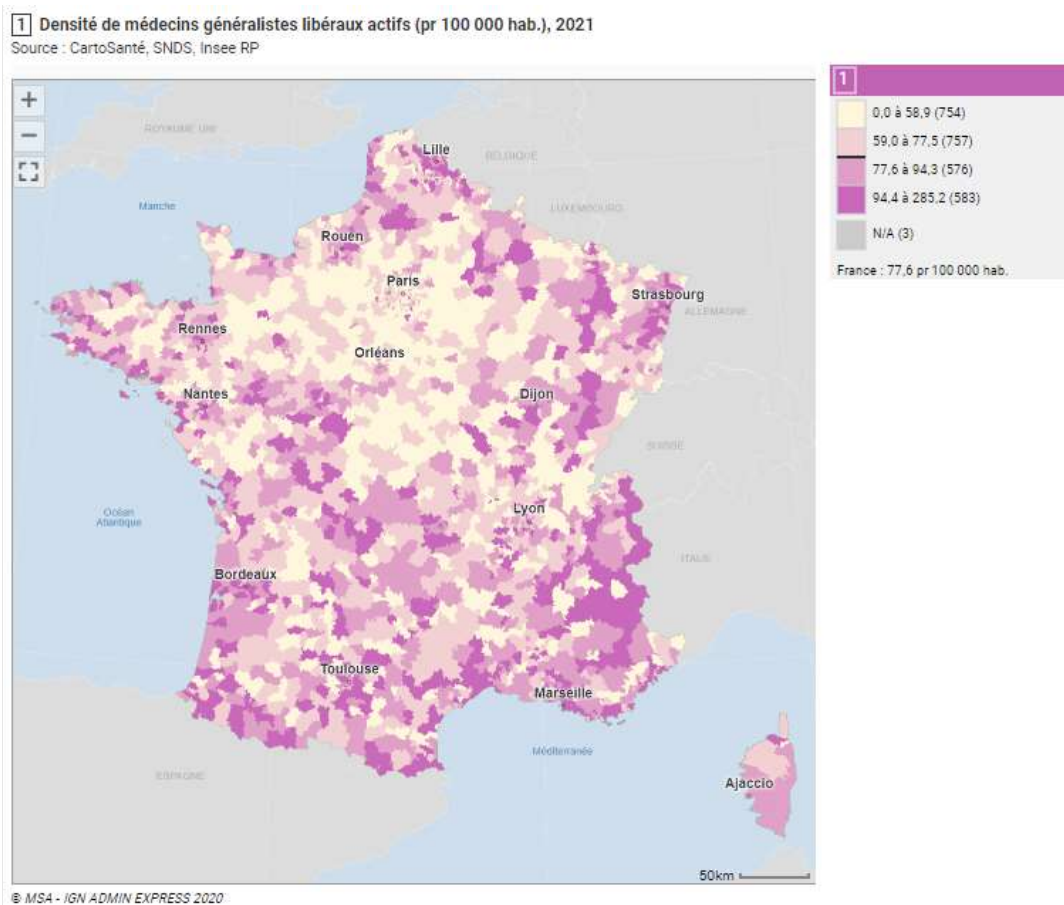 1 Densité de médecins généralistes libéraux actifs (pr 100 000 hab.), 2021
Source : CartoSanté, SNDS, Insee RP
+
−
ROYAUME UNI
BELGIQUE
Lille
LUXEMBOURG
Manche
Rouen
Paris
Strasbourg
ALLEMAGNE
Rennes
Orléans
Nantes
Dijon
SUISSE
Lyon
Océan
Atlantique
ITALIE
Bordeaux
Toulouse
Marseille
Méditerranée
ESPAGNE
Ajaccio
50km
1
0,0 à 58,9 (754)
59,0 à 77,5 (757)
77,6 à 94,3 (576)
94,4 à 285,2 (583)
N/A (3)
France : 77,6 pr 100 000 hab.
© MSA - IGN ADMIN EXPRESS 2020